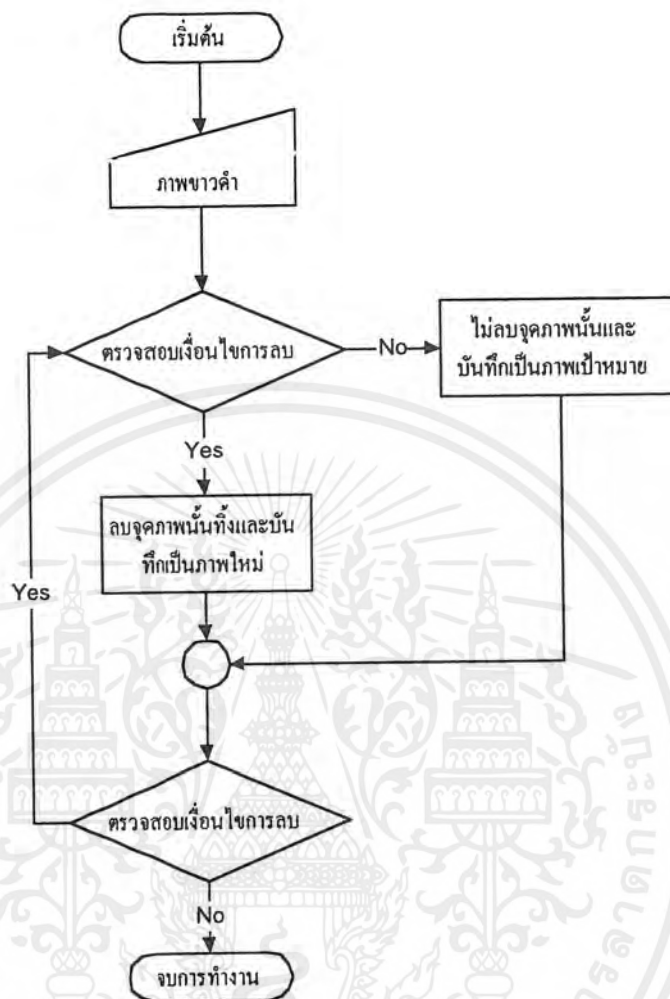 เริ่มต้น
ภาพขาวดำ
ตรวจสอบเงื่อนไขการลบ
No
ไม่ลบจุดภาพนั้นและ
บันทึกเป็นภาพเป้าหมาย
Yes
ลบจุดภาพนั้นทิ้งและบัน
ทึกเป็นภาพใหม่
Yes
ตรวจสอบเงื่อนไขการลบ
No
จบการทำงาน